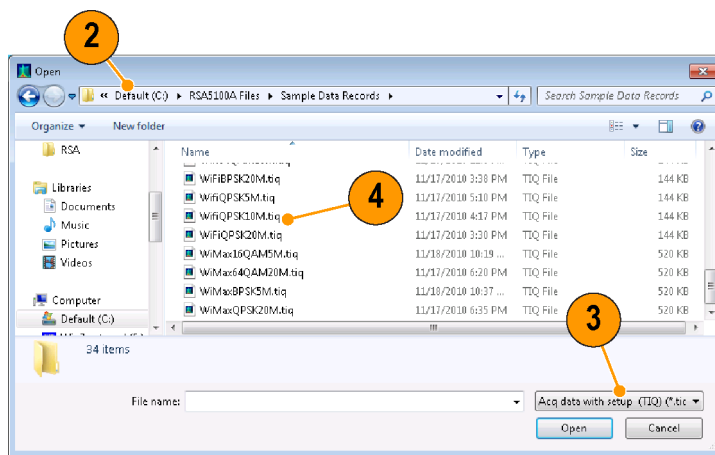 2
Open
« Default (C:) ▸ RSA5100A Files ▸ Sample Data Records ▸
Search Sample Data Records
Organize ▾ New folder
RSA
Libraries
Documents
Music
Pictures
Videos
Computer
Default (C:)
Name Date modified Type Size
WiFiBPSK20M.tiq 11/17/2010 3:38 PM TIQ File 144 KB
WifiQPSK5M.tiq 11/17/2010 5:10 PM TIQ File 144 KB
WifiQPSK10M.tiq 11/17/2010 4:17 PM TIQ File 144 KB
WiFiQPSK20M.tiq 11/17/2010 3:30 PM TIQ File 144 KB
WiMax16QAM5M.tiq 11/18/2010 10:19 ... TIQ File 520 KB
WiMax64QAM20M.tiq 11/17/2010 6:20 PM TIQ File 520 KB
WiMaxBPSK5M.tiq 11/18/2010 10:37 ... TIQ File 520 KB
WiMaxQPSK20M.tiq 11/17/2010 6:35 PM TIQ File 520 KB
4
3
34 items
File name:
Acq data with setup (TIQ) (*.tic
Open Cancel